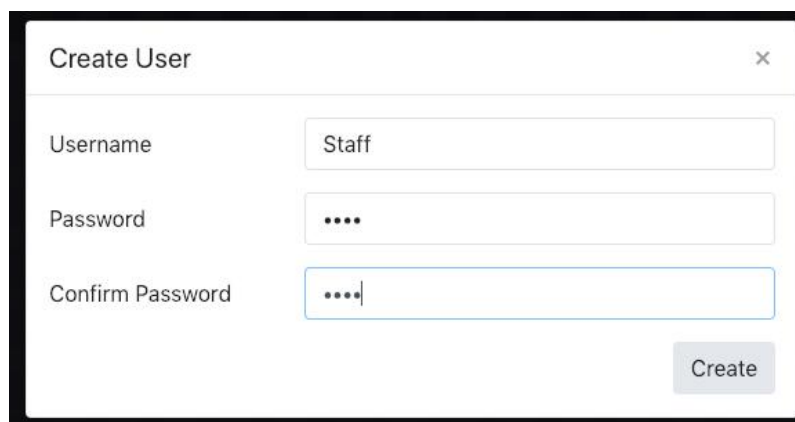 Create User ×
Username Staff
Password ••••
Confirm Password ••••
Create